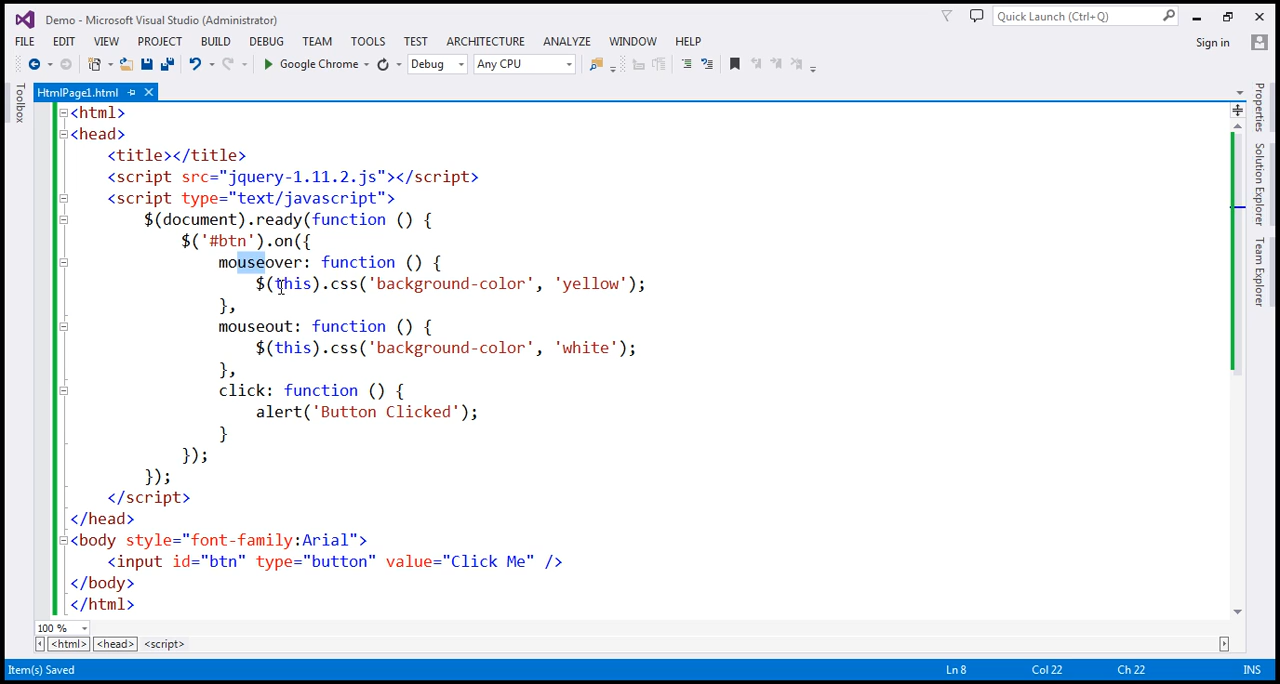 Demo - Microsoft Visual Studio (Administrator)
Quick Launch (Ctrl+Q)
FILE EDIT VIEW PROJECT BUILD DEBUG TEAM TOOLS TEST ARCHITECTURE ANALYZE WINDOW HELP
Sign in
Google Chrome
Debug
Any CPU
Toolbox
HtmlPage1.html
<html>
<head>
<title></title>
<script src="jquery-1.11.2.js"></script>
<script type="text/javascript">
$(document).ready(function () {
$('#btn').on({
mouseover: function () {
$(this).css('background-color', 'yellow');
},
mouseout: function () {
$(this).css('background-color', 'white');
},
click: function () {
alert('Button Clicked');
}
});
});
</script>
</head>
<body style="font-family:Arial">
<input id="btn" type="button" value="Click Me" />
</body>
</html>
Properties
Solution Explorer
Team Explorer
100 %
<html> <head> <script>
Item(s) Saved
Ln 8
Col 22
Ch 22
INS